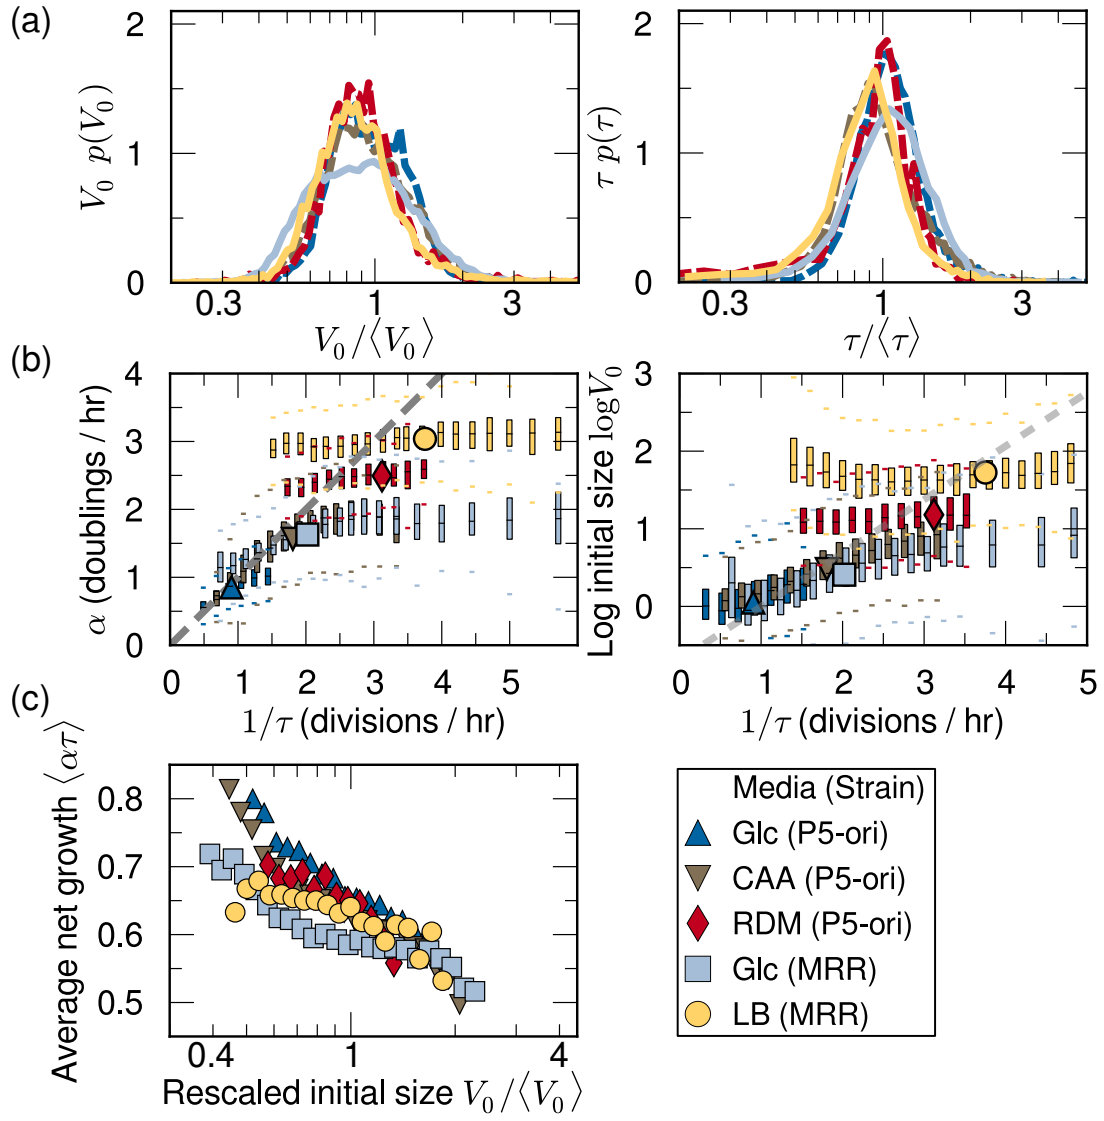 (a)
2
1
0
V₀ p(V₀)
0.3 1 3
V₀/⟨V₀⟩
2
1
0
τ p(τ)
0.3 1 3
τ/⟨τ⟩
(b)
4
3
2
1
0
α (doublings / hr)
0 1 2 3 4 5
1/τ (divisions / hr)
3
2
1
0
Log initial size logV₀
0 1 2 3 4 5
1/τ (divisions / hr)
(c)
0.8
0.7
0.6
0.5
Average net growth ⟨ατ⟩
0.4 1 4
Rescaled initial size V₀/⟨V₀⟩
Media (Strain)
Glc (P5-ori)
CAA (P5-ori)
RDM (P5-ori)
Glc (MRR)
LB (MRR)